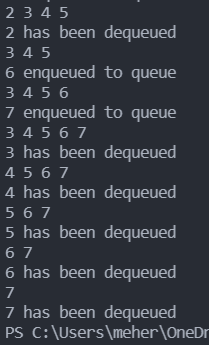 2 3 4 5
2 has been dequeued
3 4 5
6 enqueued to queue
3 4 5 6
7 enqueued to queue
3 4 5 6 7
3 has been dequeued
4 5 6 7
4 has been dequeued
5 6 7
5 has been dequeued
6 7
6 has been dequeued
7
7 has been dequeued
PS C:\Users\meher\OneDr